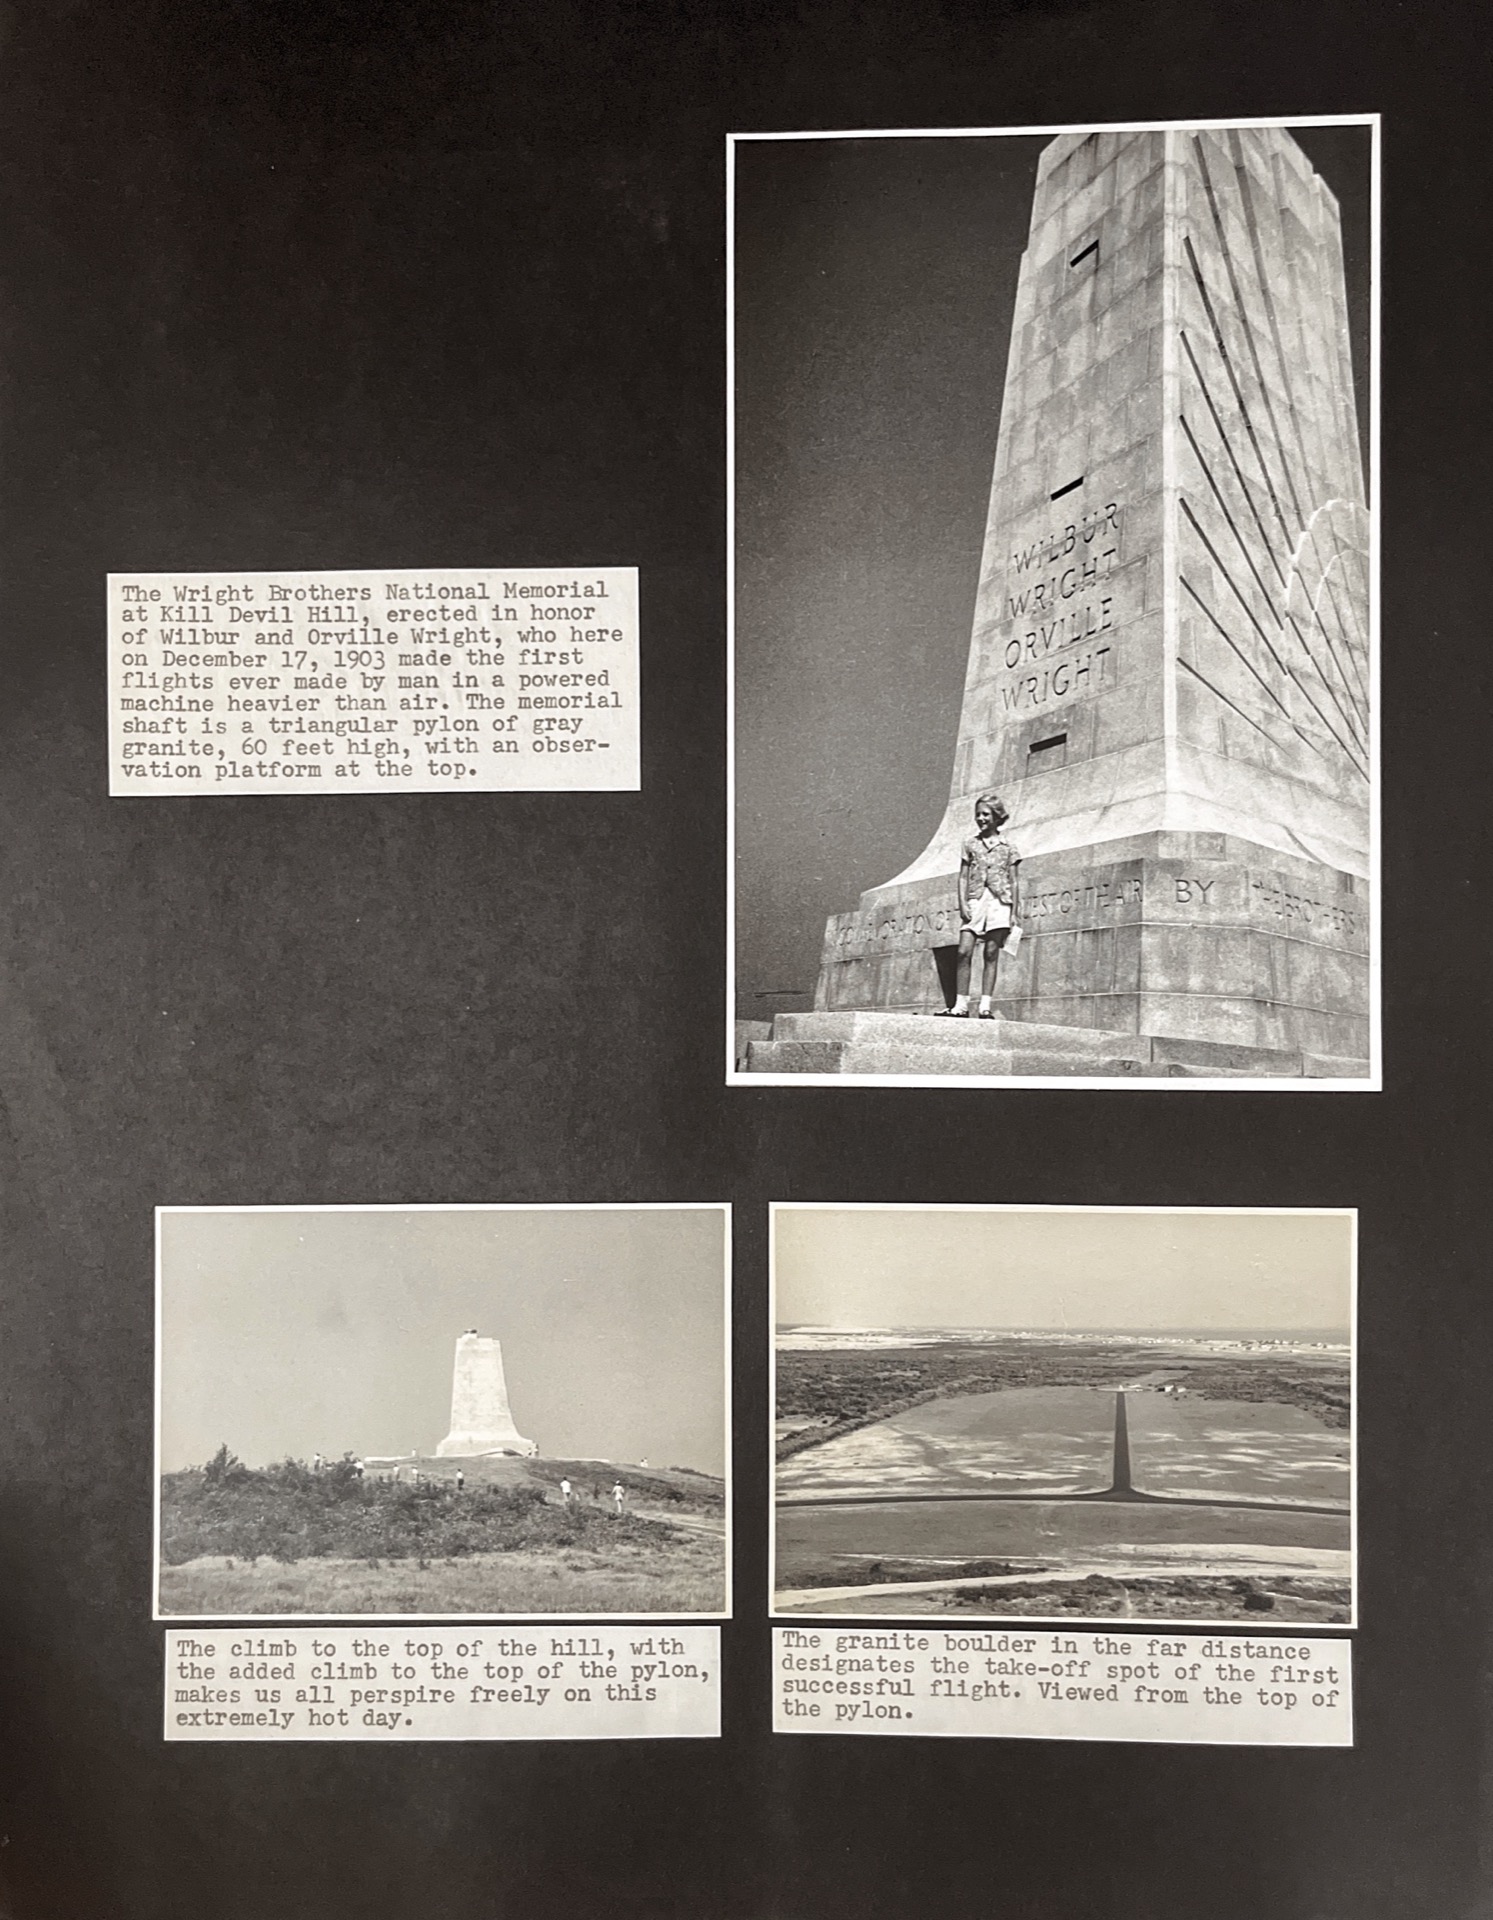 The Wright Brothers National Memorial
at Kill Devil Hill, erected in honor
of Wilbur and Orville Wright, who here
on December 17, 1903 made the first
flights ever made by man in a powered
machine heavier than air. The memorial
shaft is a triangular pylon of gray
granite, 60 feet high, with an obser-
vation platform at the top.
WILBUR
WRIGHT
ORVILLE
WRIGHT
OF THE AIR BY THE BROTHERS
The climb to the top of the hill, with
the added climb to the top of the pylon,
makes us all perspire freely on this
extremely hot day.
The granite boulder in the far distance
designates the take-off spot of the first
successful flight. Viewed from the top of
the pylon.